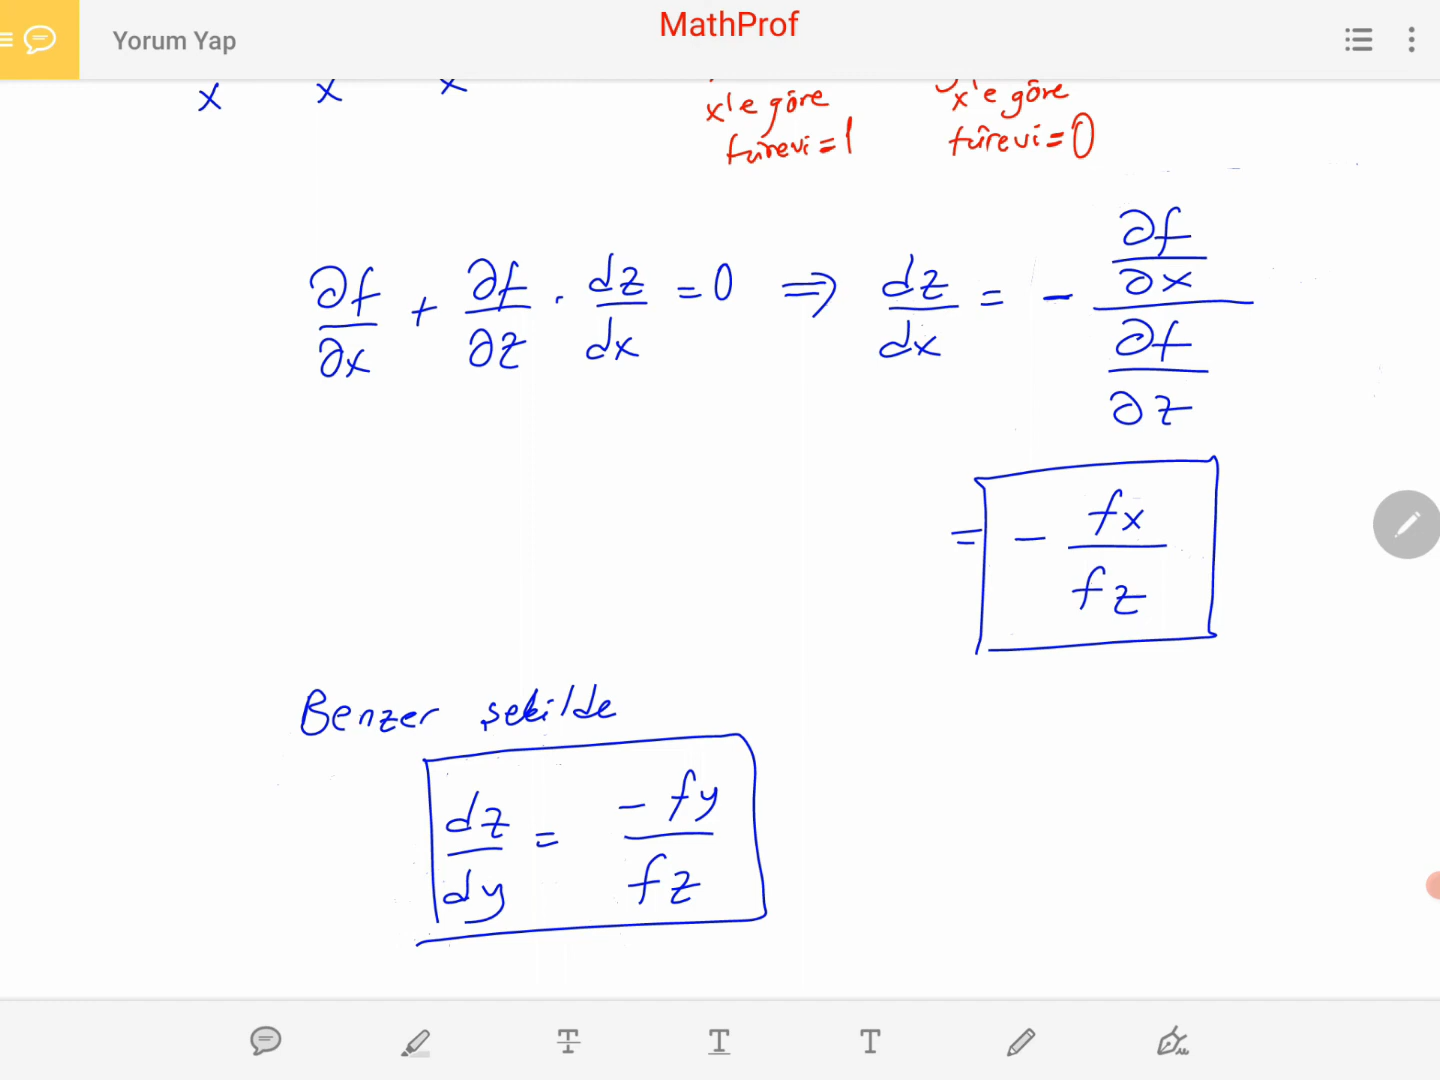 MathProf
Yorum Yap
x x x
x'e göre x'e göre
türevi=1 türevi=0
∂f/∂x + ∂f/∂z · dz/dx = 0 ⇒ dz/dx = - (∂f/∂x)/(∂f/∂z)
= - fx/fz
Benzer şekilde
dz/dy = -fy/fz
T T T